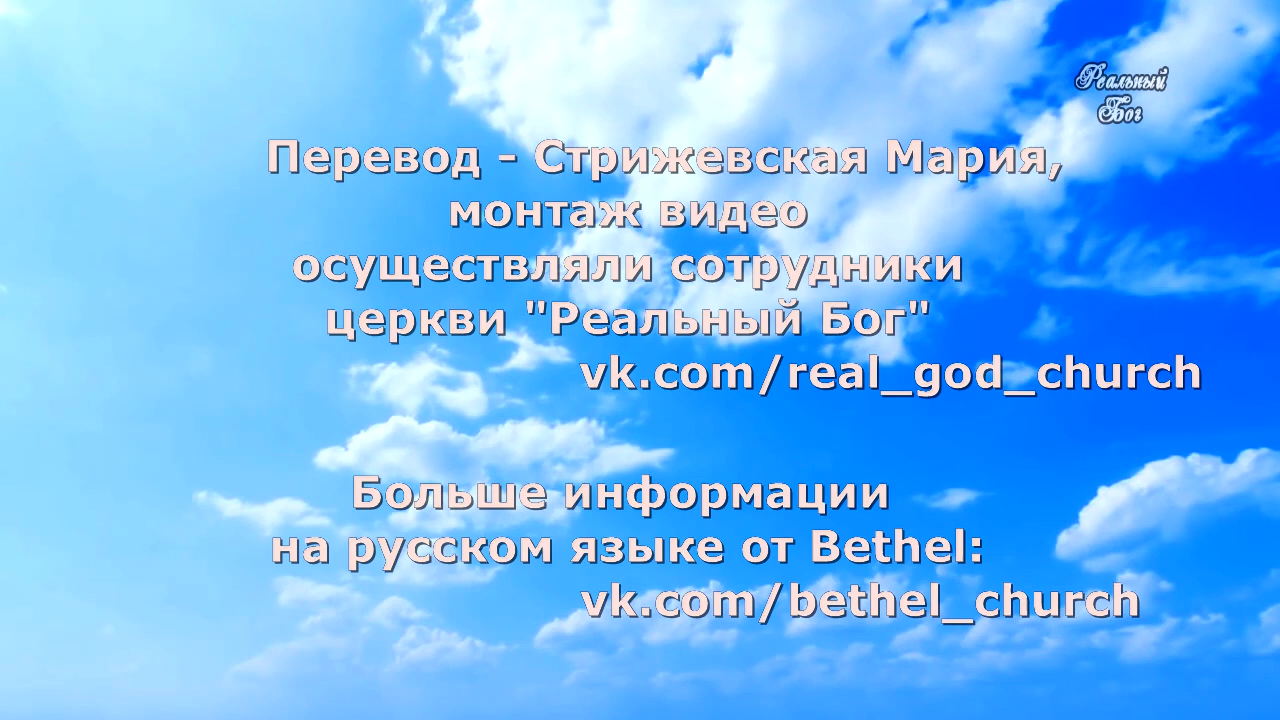 Реальный
Бог
Перевод - Стрижевская Мария,
монтаж видео
осуществляли сотрудники
церкви "Реальный Бог"
vk.com/real_god_church
Больше информации
на русском языке от Bethel:
vk.com/bethel_church